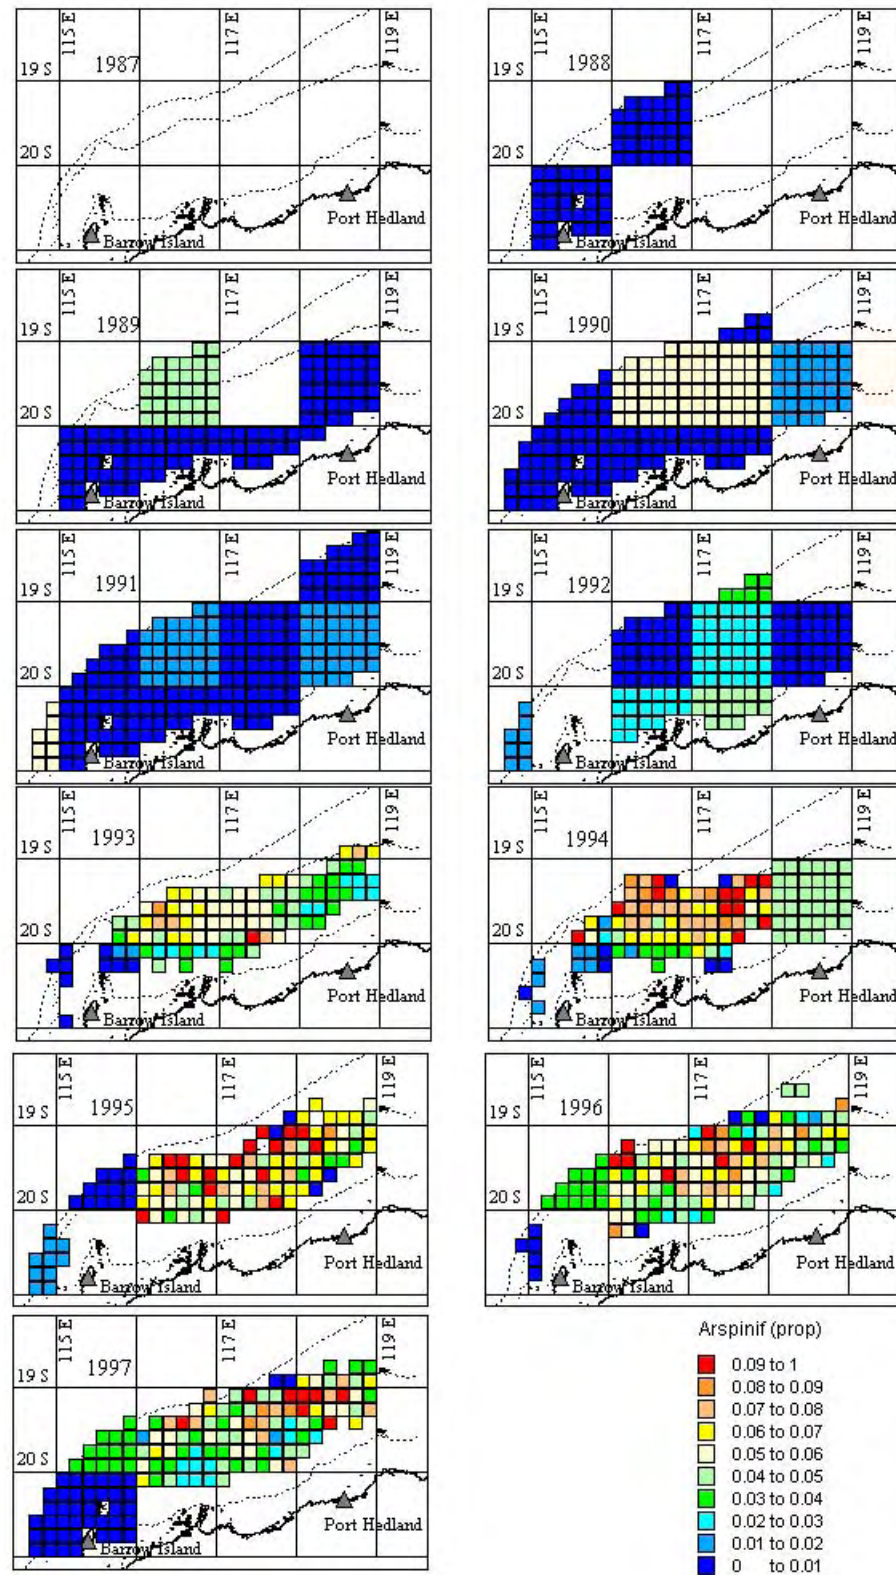 115 E
117 E
119 E
19 S
1987
20 S
Port Hedland
Barrow Island
115 E
117 E
119 E
19 S
1988
20 S
Port Hedland
Barrow Island
115 E
117 E
119 E
19 S
1989
20 S
Port Hedland
Barrow Island
115 E
117 E
119 E
19 S
1990
20 S
Port Hedland
Barrow Island
115 E
117 E
119 E
19 S
1991
20 S
Port Hedland
Barrow Island
115 E
117 E
119 E
19 S
1992
20 S
Port Hedland
Barrow Island
115 E
117 E
119 E
19 S
1993
20 S
Port Hedland
Barrow Island
115 E
117 E
119 E
19 S
1994
20 S
Port Hedland
Barrow Island
115 E
117 E
119 E
19 S
1995
20 S
Port Hedland
Barrow Island
115 E
117 E
119 E
19 S
1996
20 S
Port Hedland
Barrow Island
115 E
117 E
119 E
19 S
1997
20 S
Port Hedland
Barrow Island
Arspinif (prop)
0.09 to 1
0.08 to 0.09
0.07 to 0.08
0.06 to 0.07
0.05 to 0.06
0.04 to 0.05
0.03 to 0.04
0.02 to 0.03
0.01 to 0.02
0 to 0.01